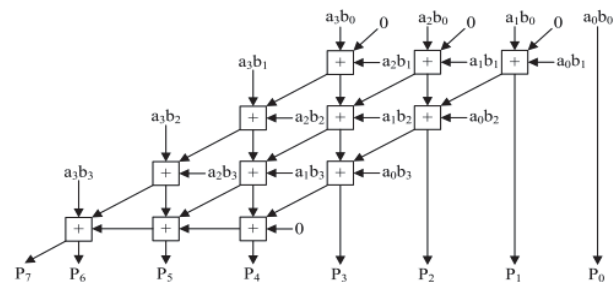 a₃b₀ 0 a₂b₀ 0 a₁b₀ 0 a₀b₀
a₃b₁ + a₂b₁ + a₁b₁ + a₀b₁
a₃b₂ + a₂b₂ + a₁b₂ + a₀b₂
a₃b₃ + a₂b₃ + a₁b₃ + a₀b₃
+ + + 0
P₇ P₆ P₅ P₄ P₃ P₂ P₁ P₀